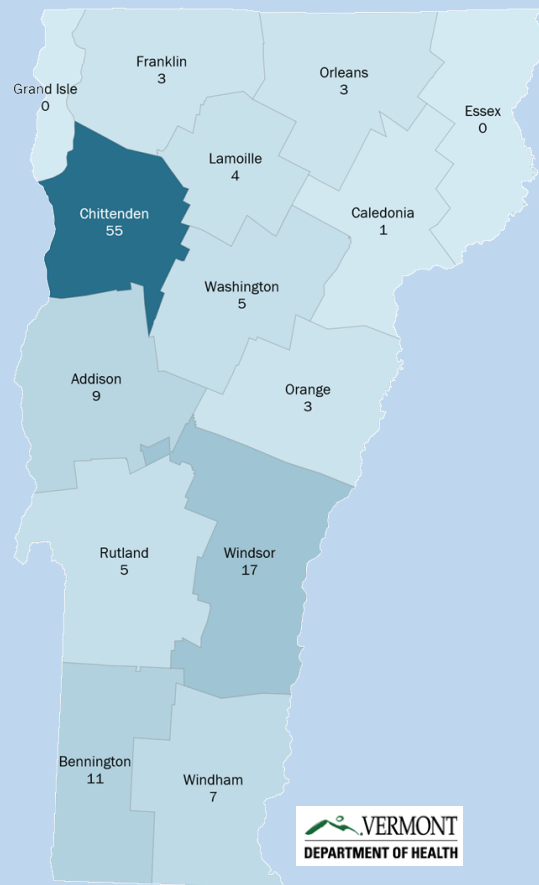 Franklin
3
Orleans
3
Grand Isle
0
Essex
0
Lamoille
4
Chittenden
55
Caledonia
1
Washington
5
Addison
9
Orange
3
Rutland
5
Windsor
17
Bennington
11
Windham
7
VERMONT
DEPARTMENT OF HEALTH